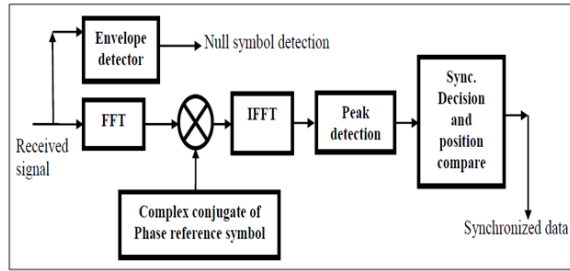 Envelope
detector
Null symbol detection
FFT
IFFT
Peak
detection
Sync.
Decision
and
position
compare
Received
signal
Complex conjugate of
Phase reference symbol
Synchronized data